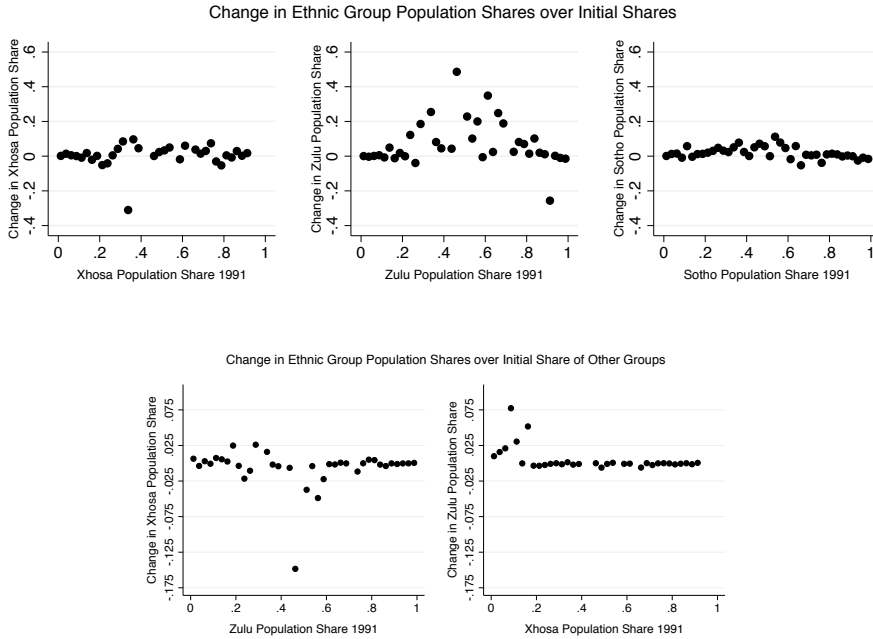 Change in Ethnic Group Population Shares over Initial Shares
Change in Xhosa Population Share
.6
.4
.2
0
-.2
-.4
0 .2 .4 .6 .8 1
Xhosa Population Share 1991
Change in Zulu Population Share
.6
.4
.2
0
-.2
-.4
0 .2 .4 .6 .8 1
Zulu Population Share 1991
Change in Sotho Population Share
.6
.4
.2
0
-.2
-.4
0 .2 .4 .6 .8 1
Sotho Population Share 1991
Change in Ethnic Group Population Shares over Initial Share of Other Groups
Change in Xhosa Population Share
.075
.025
-.025
-.075
-.125
-.175
0 .2 .4 .6 .8 1
Zulu Population Share 1991
Change in Zulu Population Share
.075
.025
-.025
-.075
-.125
-.175
0 .2 .4 .6 .8 1
Xhosa Population Share 1991